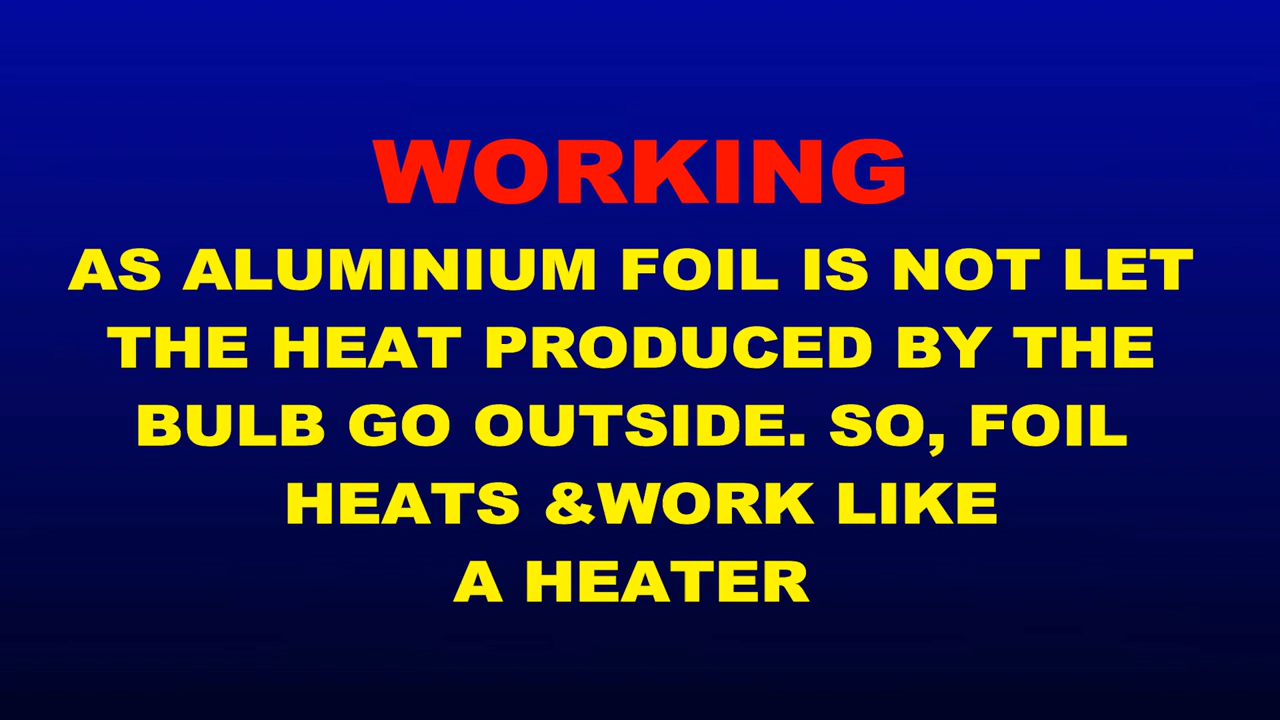 WORKING
AS ALUMINIUM FOIL IS NOT LET
THE HEAT PRODUCED BY THE
BULB GO OUTSIDE. SO, FOIL
HEATS &WORK LIKE
A HEATER